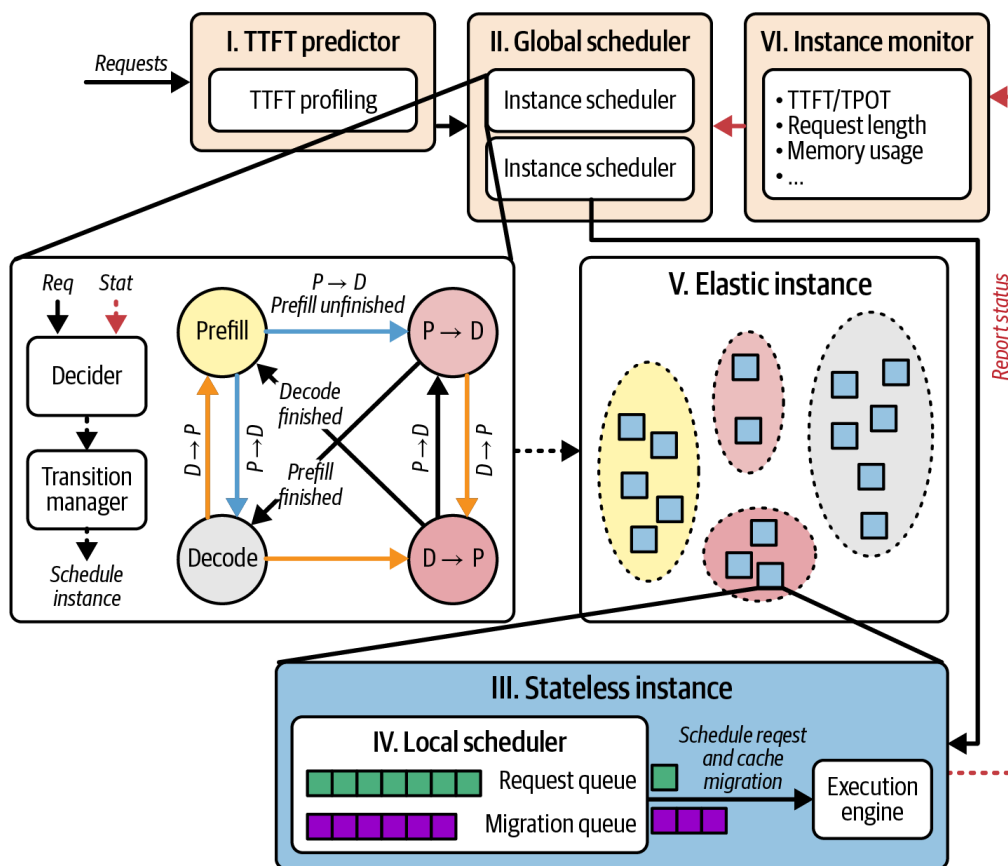 Requests
I. TTFT predictor
TTFT profiling
II. Global scheduler
Instance scheduler
Instance scheduler
VI. Instance monitor
• TTFT/TPOT
• Request length
• Memory usage
• ...
Report status
Req
Stat
Decider
Transition
manager
Schedule
instance
Prefill
P → D
Prefill unfinished
P → D
D → P
P → D
Decode
finished
Prefill
finished
P → D
D → P
Decode
D → P
V. Elastic instance
III. Stateless instance
IV. Local scheduler
Request queue
Migration queue
Schedule reqest
and cache
migration
Execution
engine